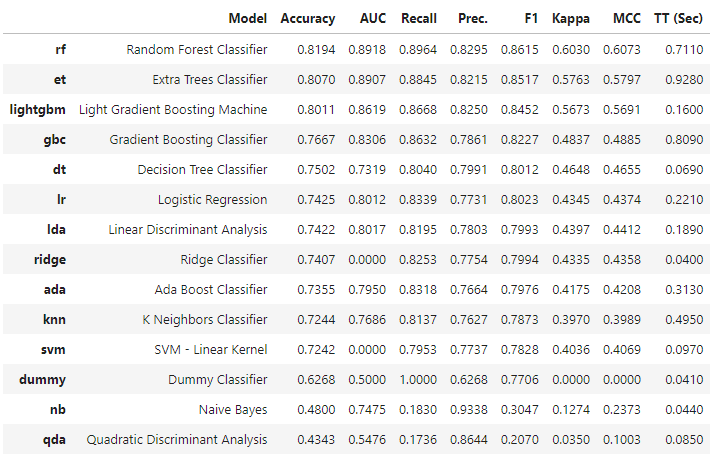 Model Accuracy AUC Recall Prec. F1 Kappa MCC TT (Sec)
rf Random Forest Classifier 0.8194 0.8918 0.8964 0.8295 0.8615 0.6030 0.6073 0.7110
et Extra Trees Classifier 0.8070 0.8907 0.8845 0.8215 0.8517 0.5763 0.5797 0.9280
lightgbm Light Gradient Boosting Machine 0.8011 0.8619 0.8668 0.8250 0.8452 0.5673 0.5691 0.1600
gbc Gradient Boosting Classifier 0.7667 0.8306 0.8632 0.7861 0.8227 0.4837 0.4885 0.8090
dt Decision Tree Classifier 0.7502 0.7319 0.8040 0.7991 0.8012 0.4648 0.4655 0.0690
lr Logistic Regression 0.7425 0.8012 0.8339 0.7731 0.8023 0.4345 0.4374 0.2210
lda Linear Discriminant Analysis 0.7422 0.8017 0.8195 0.7803 0.7993 0.4397 0.4412 0.1890
ridge Ridge Classifier 0.7407 0.0000 0.8253 0.7754 0.7994 0.4335 0.4358 0.0400
ada Ada Boost Classifier 0.7355 0.7950 0.8318 0.7664 0.7976 0.4175 0.4208 0.3130
knn K Neighbors Classifier 0.7244 0.7686 0.8137 0.7627 0.7873 0.3970 0.3989 0.4950
svm SVM - Linear Kernel 0.7242 0.0000 0.7953 0.7737 0.7828 0.4036 0.4069 0.0970
dummy Dummy Classifier 0.6268 0.5000 1.0000 0.6268 0.7706 0.0000 0.0000 0.0410
nb Naive Bayes 0.4800 0.7475 0.1830 0.9338 0.3047 0.1274 0.2373 0.0440
qda Quadratic Discriminant Analysis 0.4343 0.5476 0.1736 0.8644 0.2070 0.0350 0.1003 0.0850